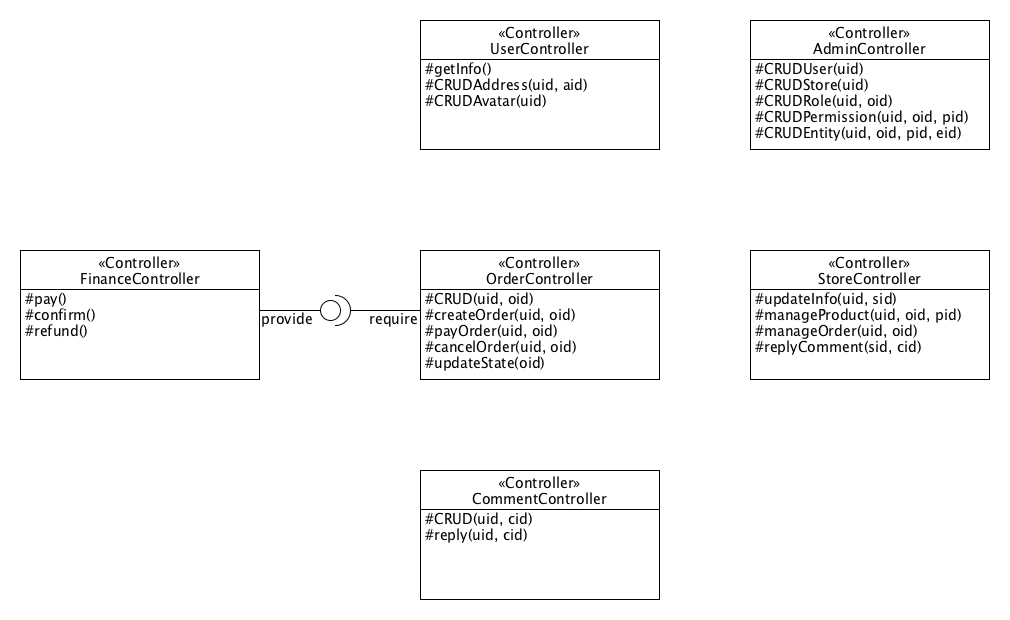 «Controller»
UserController
#getInfo()
#CRUDAddress(uid, aid)
#CRUDAvatar(uid)
«Controller»
AdminController
#CRUDUser(uid)
#CRUDStore(uid)
#CRUDRole(uid, oid)
#CRUDPermission(uid, oid, pid)
#CRUDEntity(uid, oid, pid, eid)
«Controller»
FinanceController
#pay()
#confirm()
#refund()
provide
require
«Controller»
OrderController
#CRUD(uid, oid)
#createOrder(uid, oid)
#payOrder(uid, oid)
#cancelOrder(uid, oid)
#updateState(oid)
«Controller»
StoreController
#updateInfo(uid, sid)
#manageProduct(uid, oid, pid)
#manageOrder(uid, oid)
#replyComment(sid, cid)
«Controller»
CommentController
#CRUD(uid, cid)
#reply(uid, cid)